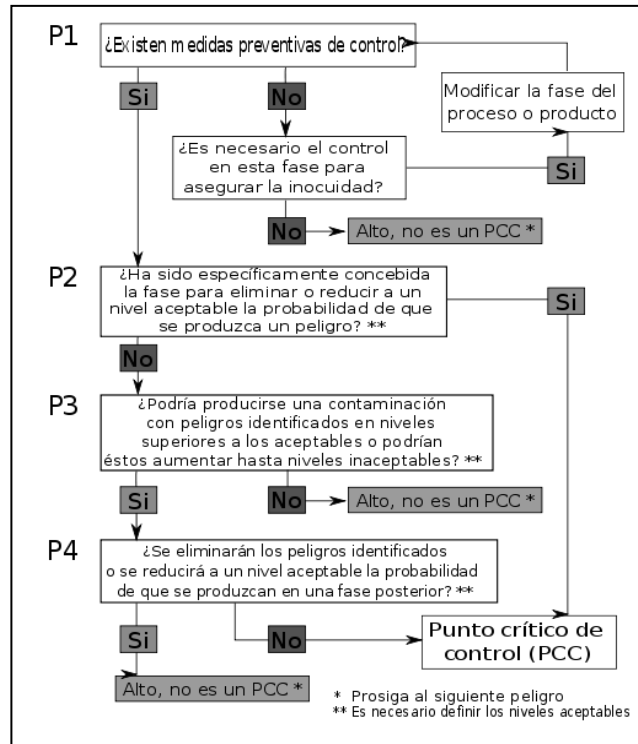 P1
¿Existen medidas preventivas de control?
Si
No
Modificar la fase del
proceso o producto
¿Es necesario el control
en esta fase para
asegurar la inocuidad?
Si
No
Alto, no es un PCC *
P2
¿Ha sido específicamente concebida
la fase para eliminar o reducir a un
nivel aceptable la probabilidad de que
se produzca un peligro? **
Si
No
P3
¿Podría producirse una contaminación
con peligros identificados en niveles
superiores a los aceptables o podrían
éstos aumentar hasta niveles inaceptables? **
Si
No
Alto, no es un PCC *
P4
¿Se eliminarán los peligros identificados
o se reducirá a un nivel aceptable la probabilidad
de que se produzcan en una fase posterior? **
Si
No
Punto crítico de
control (PCC)
Alto, no es un PCC *
* Prosiga al siguiente peligro
** Es necesario definir los niveles aceptables